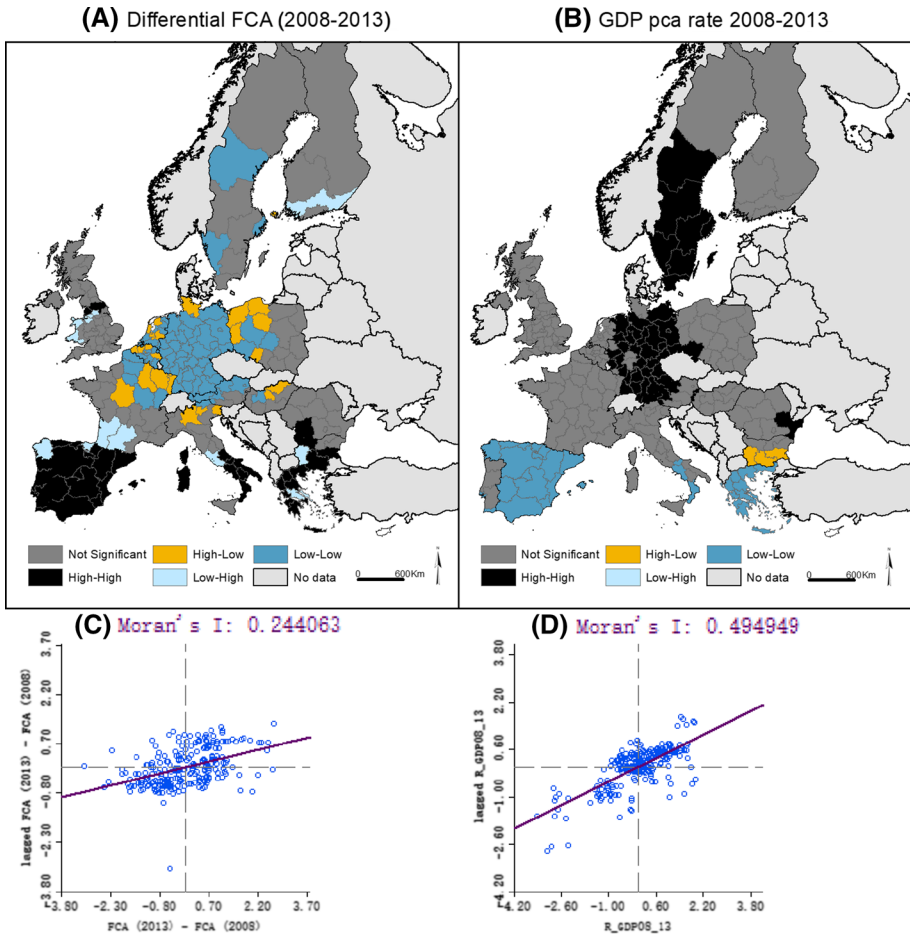 (A) Differential FCA (2008-2013)
(B) GDP pca rate 2008-2013
Not Significant
High-Low
Low-Low
High-High
Low-High
No data
0 600Km
Not Significant
High-Low
Low-Low
High-High
Low-High
No data
0 600Km
(C) Moran's I: 0.244063
lagged FCA (2013) - FCA (2008)
3.70
2.20
0.70
-0.80
-2.30
-3.80
-3.80 -2.30 -0.80 0.70 2.20 3.70
FCA (2013) - FCA (2008)
(D) Moran's I: 0.494949
lagged R_GDP08_13
3.80
2.20
0.60
-1.00
-2.60
-4.20
-4.20 -2.60 -1.00 0.60 2.20 3.80
R_GDP08_13